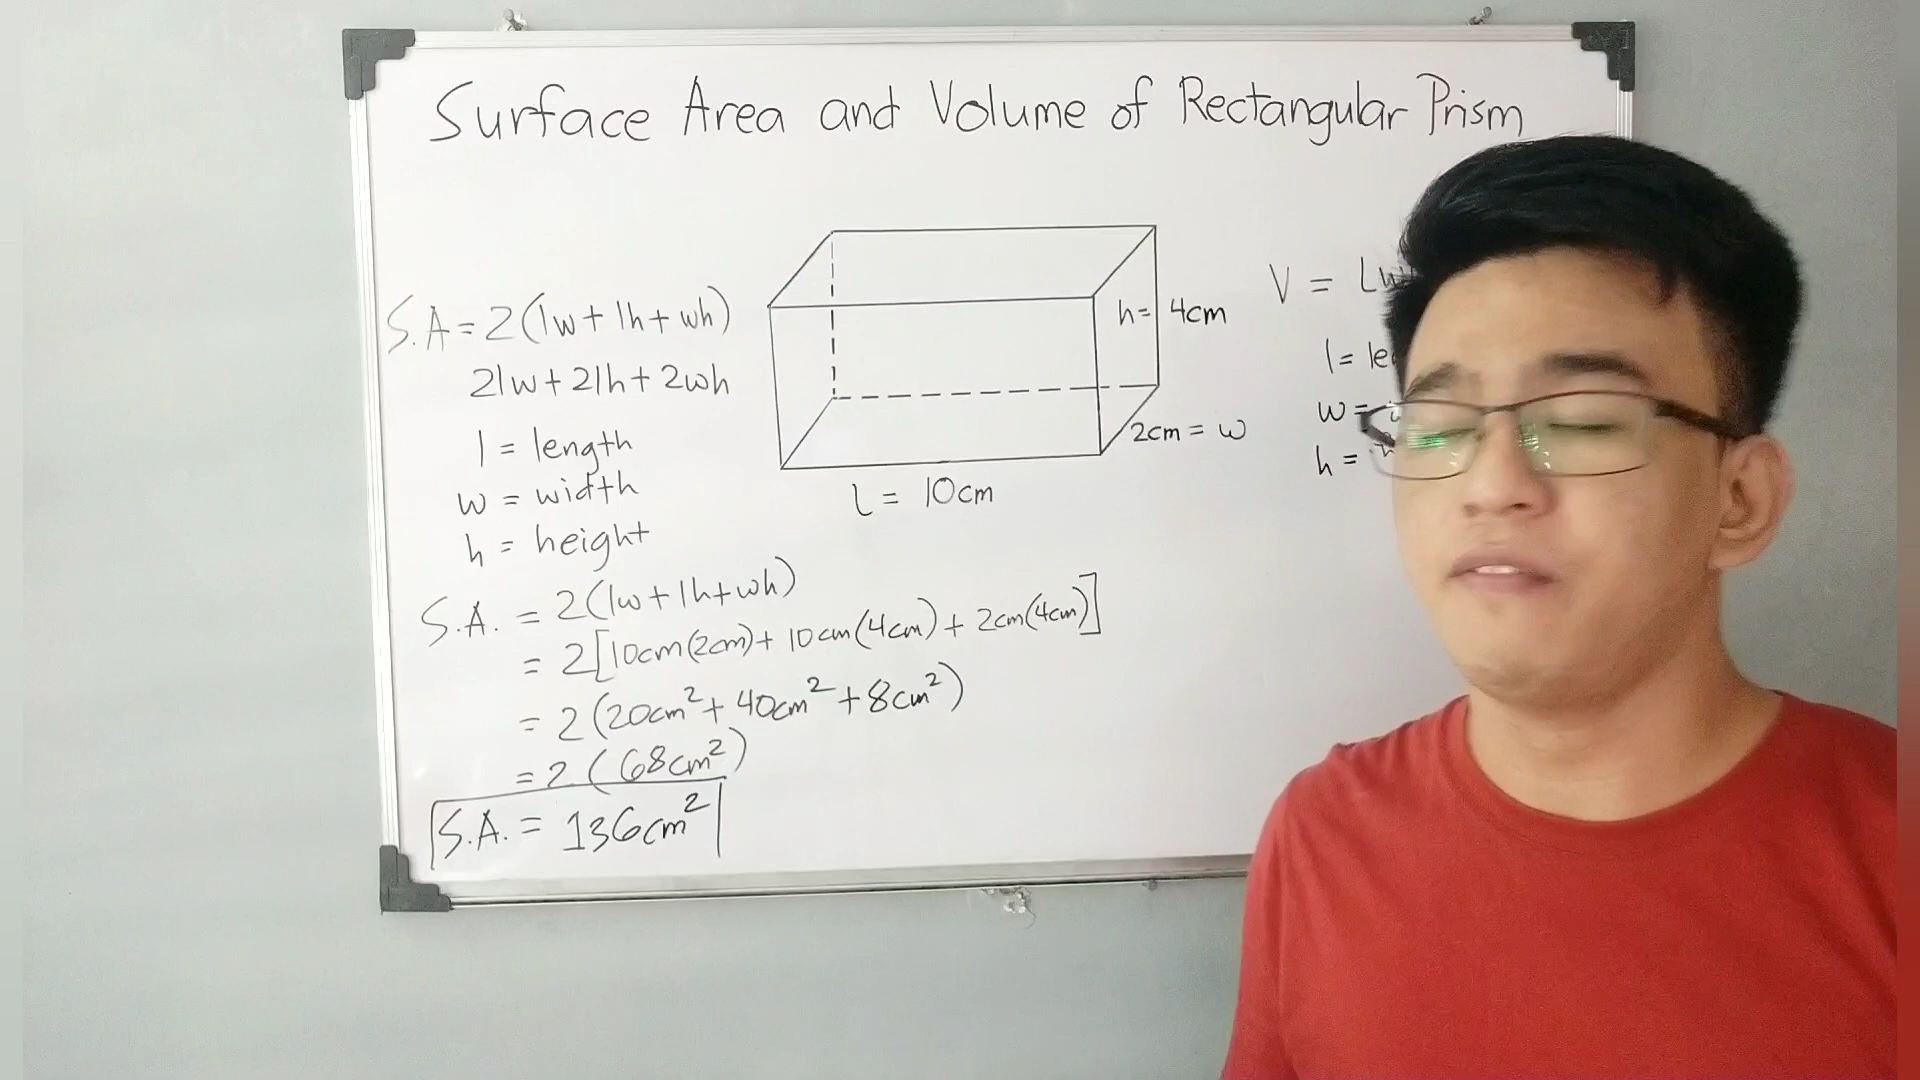 Surface Area and Volume of Rectangular Prism
S.A = 2(lw + lh + wh)
2lw + 2lh + 2wh
l = length
w = width
h = height
h = 4cm
2cm = w
l = 10cm
V =
l =
w =
h =
S.A. = 2(lw + lh + wh)
= 2[10cm(2cm) + 10cm(4cm) + 2cm(4cm)]
= 2(20cm² + 40cm² + 8cm²)
= 2(68cm²)
S.A. = 136cm²